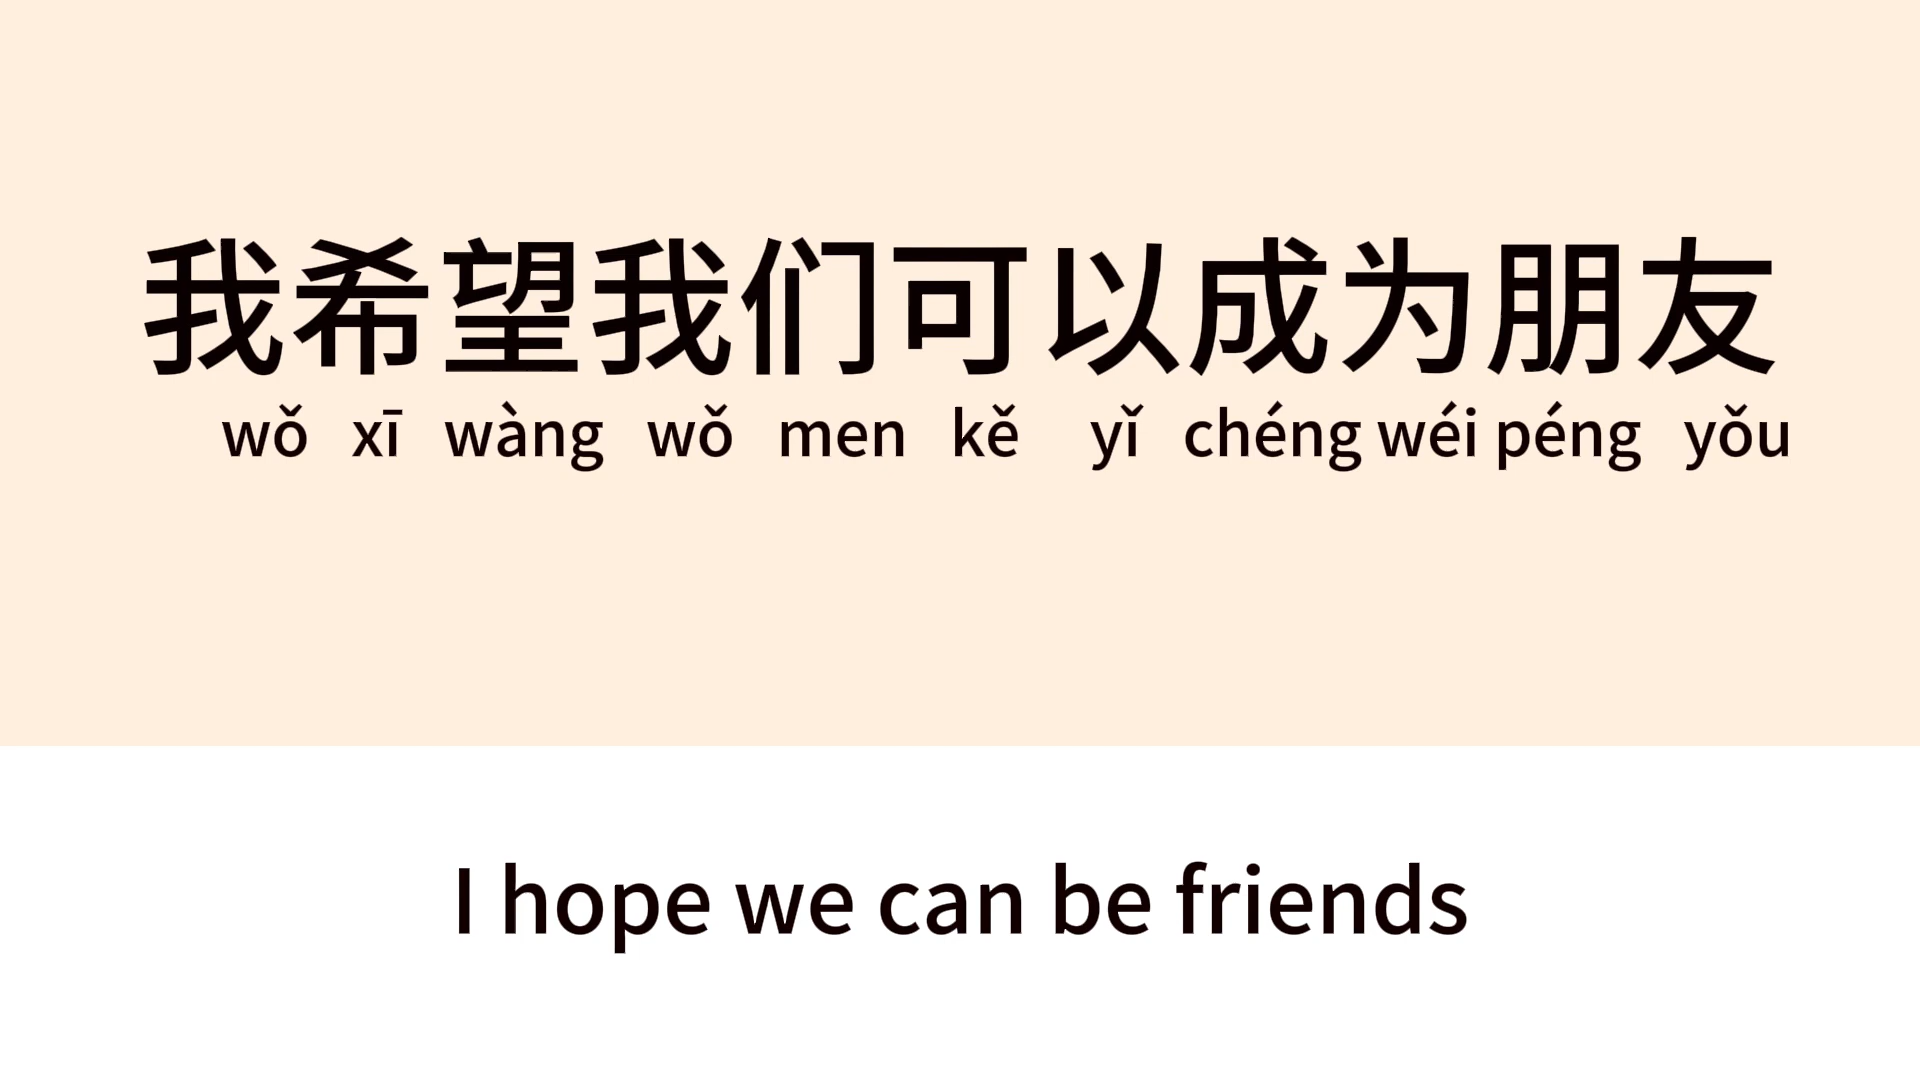 我希望我们可以成为朋友
wǒ xī wàng wǒ men kě yǐ chéng wéi péng yǒu
I hope we can be friends